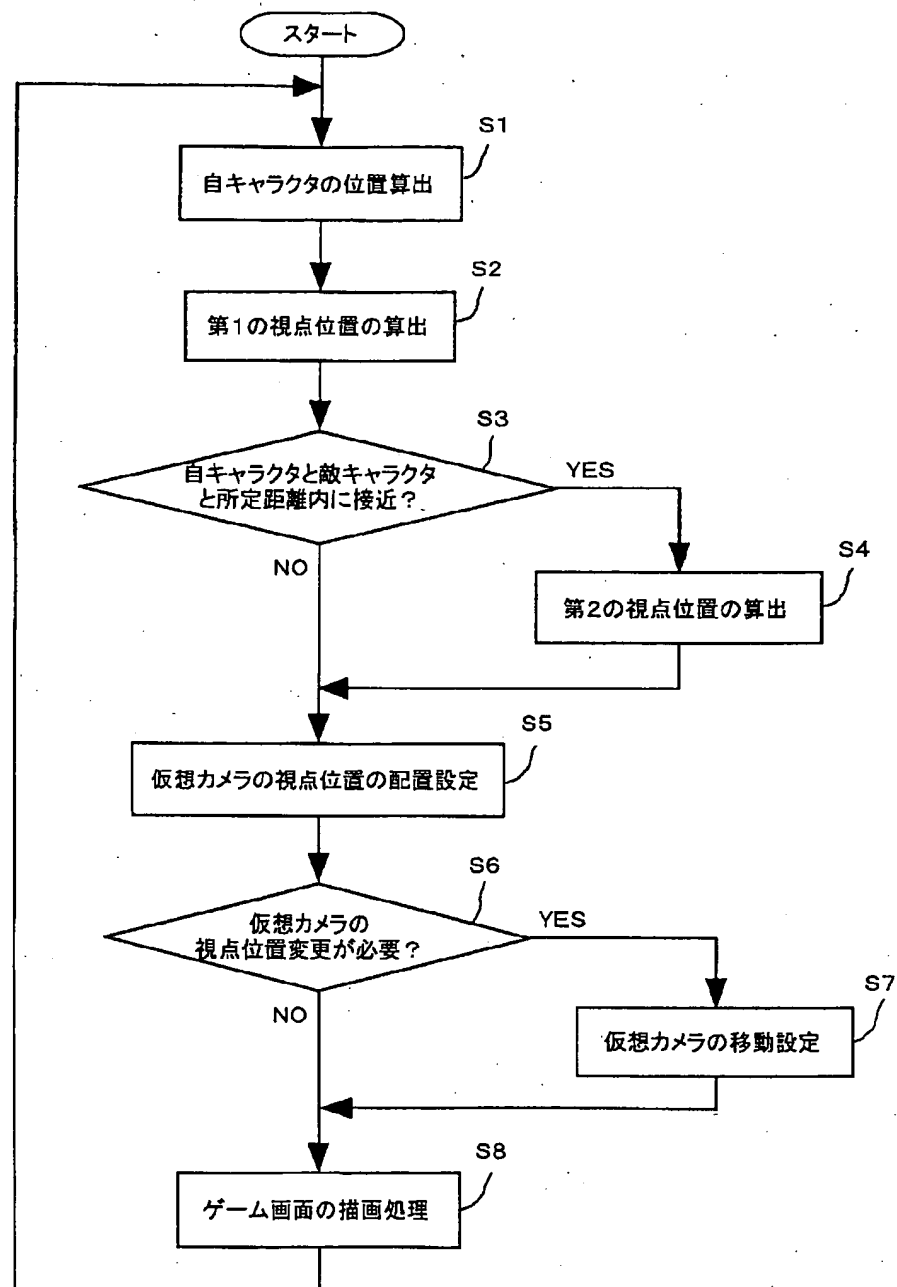 スタート
S1
自キャラクタの位置算出
S2
第1の視点位置の算出
S3
自キャラクタと敵キャラクタ
と所定距離内に接近？
YES
NO
S4
第2の視点位置の算出
S5
仮想カメラの視点位置の配置設定
S6
仮想カメラの
視点位置変更が必要？
YES
NO
S7
仮想カメラの移動設定
S8
ゲーム画面の描画処理